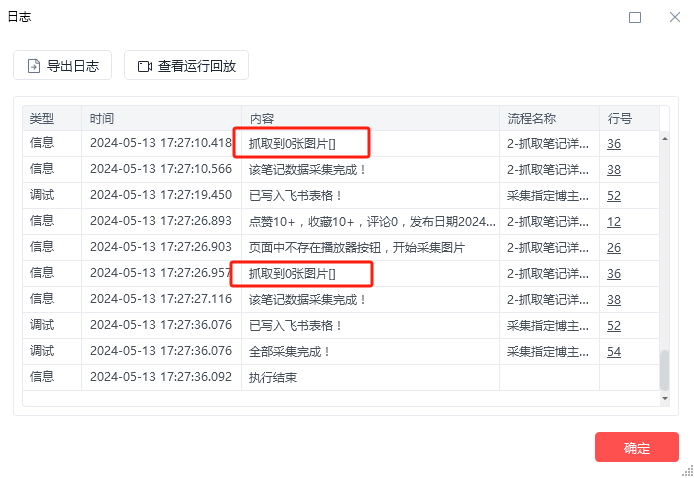 日志
导出日志 查看运行回放
类型 时间 内容 流程名称 行号
信息 2024-05-13 17:27:10.418 抓取到0张图片[] 2-抓取笔记详... 36
信息 2024-05-13 17:27:10.566 该笔记数据采集完成！ 2-抓取笔记详... 38
调试 2024-05-13 17:27:19.450 已写入飞书表格！ 采集指定博主... 52
信息 2024-05-13 17:27:26.893 点赞10+，收藏10+，评论0，发布日期2024... 2-抓取笔记详... 12
信息 2024-05-13 17:27:26.903 页面中不存在播放器按钮，开始采集图片 2-抓取笔记详... 26
信息 2024-05-13 17:27:26.957 抓取到0张图片[] 2-抓取笔记详... 36
信息 2024-05-13 17:27:27.116 该笔记数据采集完成！ 2-抓取笔记详... 38
调试 2024-05-13 17:27:36.076 已写入飞书表格！ 采集指定博主... 52
调试 2024-05-13 17:27:36.076 全部采集完成！ 采集指定博主... 54
信息 2024-05-13 17:27:36.092 执行结束
确定